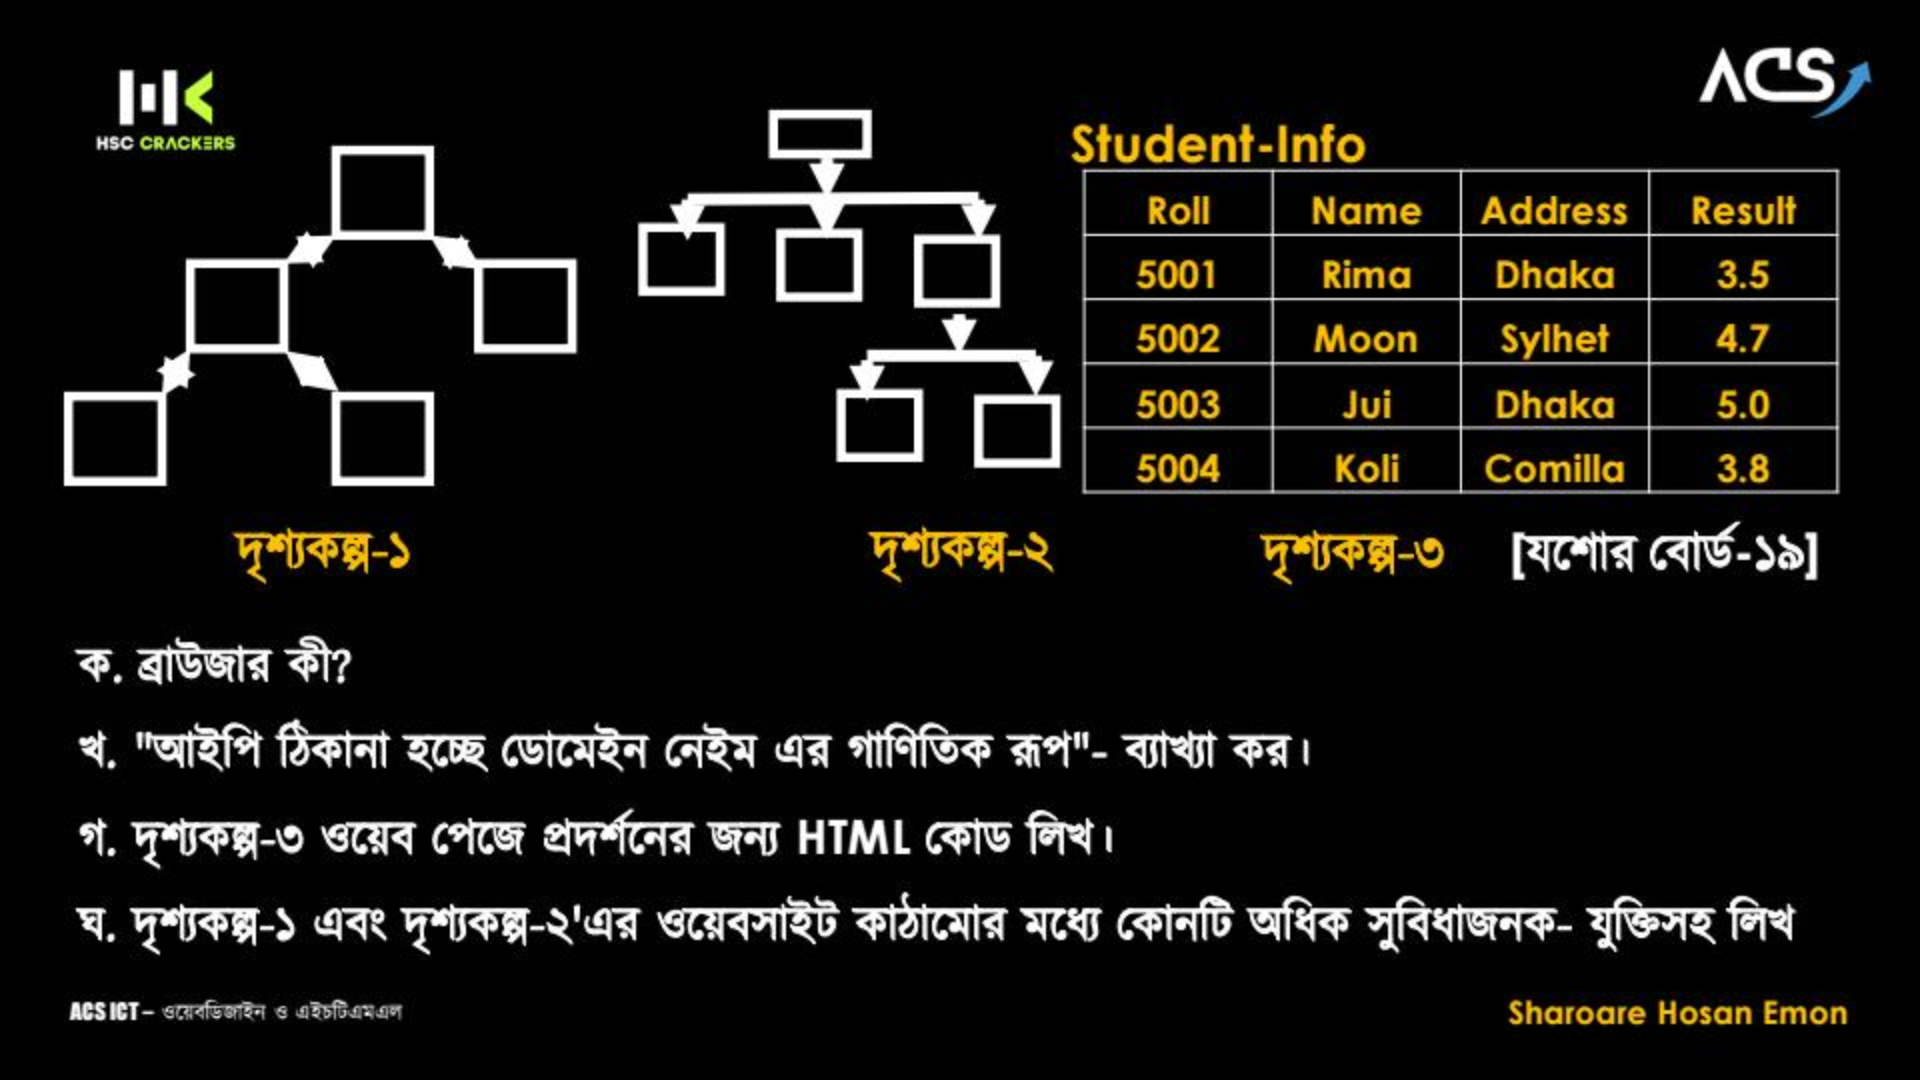 HSC CRACKERS
ACS
Student-Info
Roll Name Address Result
5001 Rima Dhaka 3.5
5002 Moon Sylhet 4.7
5003 Jui Dhaka 5.0
5004 Koli Comilla 3.8
দৃশ্যকল্প-১ দৃশ্যকল্প-২ দৃশ্যকল্প-৩ [যশোর বোর্ড-১৯]
ক. ব্রাউজার কী?
খ. "আইপি ঠিকানা হচ্ছে ডোমেইন নেইম এর গাণিতিক রূপ"- ব্যাখ্যা কর।
গ. দৃশ্যকল্প-৩ ওয়েব পেজে প্রদর্শনের জন্য HTML কোড লিখ।
ঘ. দৃশ্যকল্প-১ এবং দৃশ্যকল্প-২'এর ওয়েবসাইট কাঠামোর মধ্যে কোনটি অধিক সুবিধাজনক- যুক্তিসহ লিখ
ACS ICT – ওয়েবডিজাইন ও এইচটিএমএল
Sharoare Hosan Emon